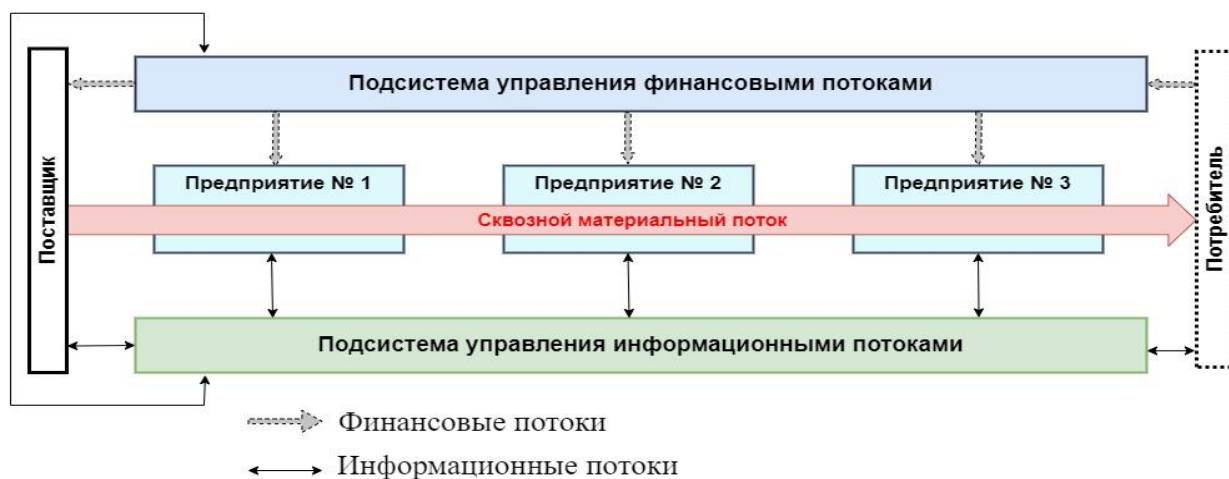 Подсистема управления финансовыми потоками
Поставщик
Предприятие № 1
Предприятие № 2
Предприятие № 3
Сквозной материальный поток
Потребитель
Подсистема управления информационными потоками
Финансовые потоки
Информационные потоки